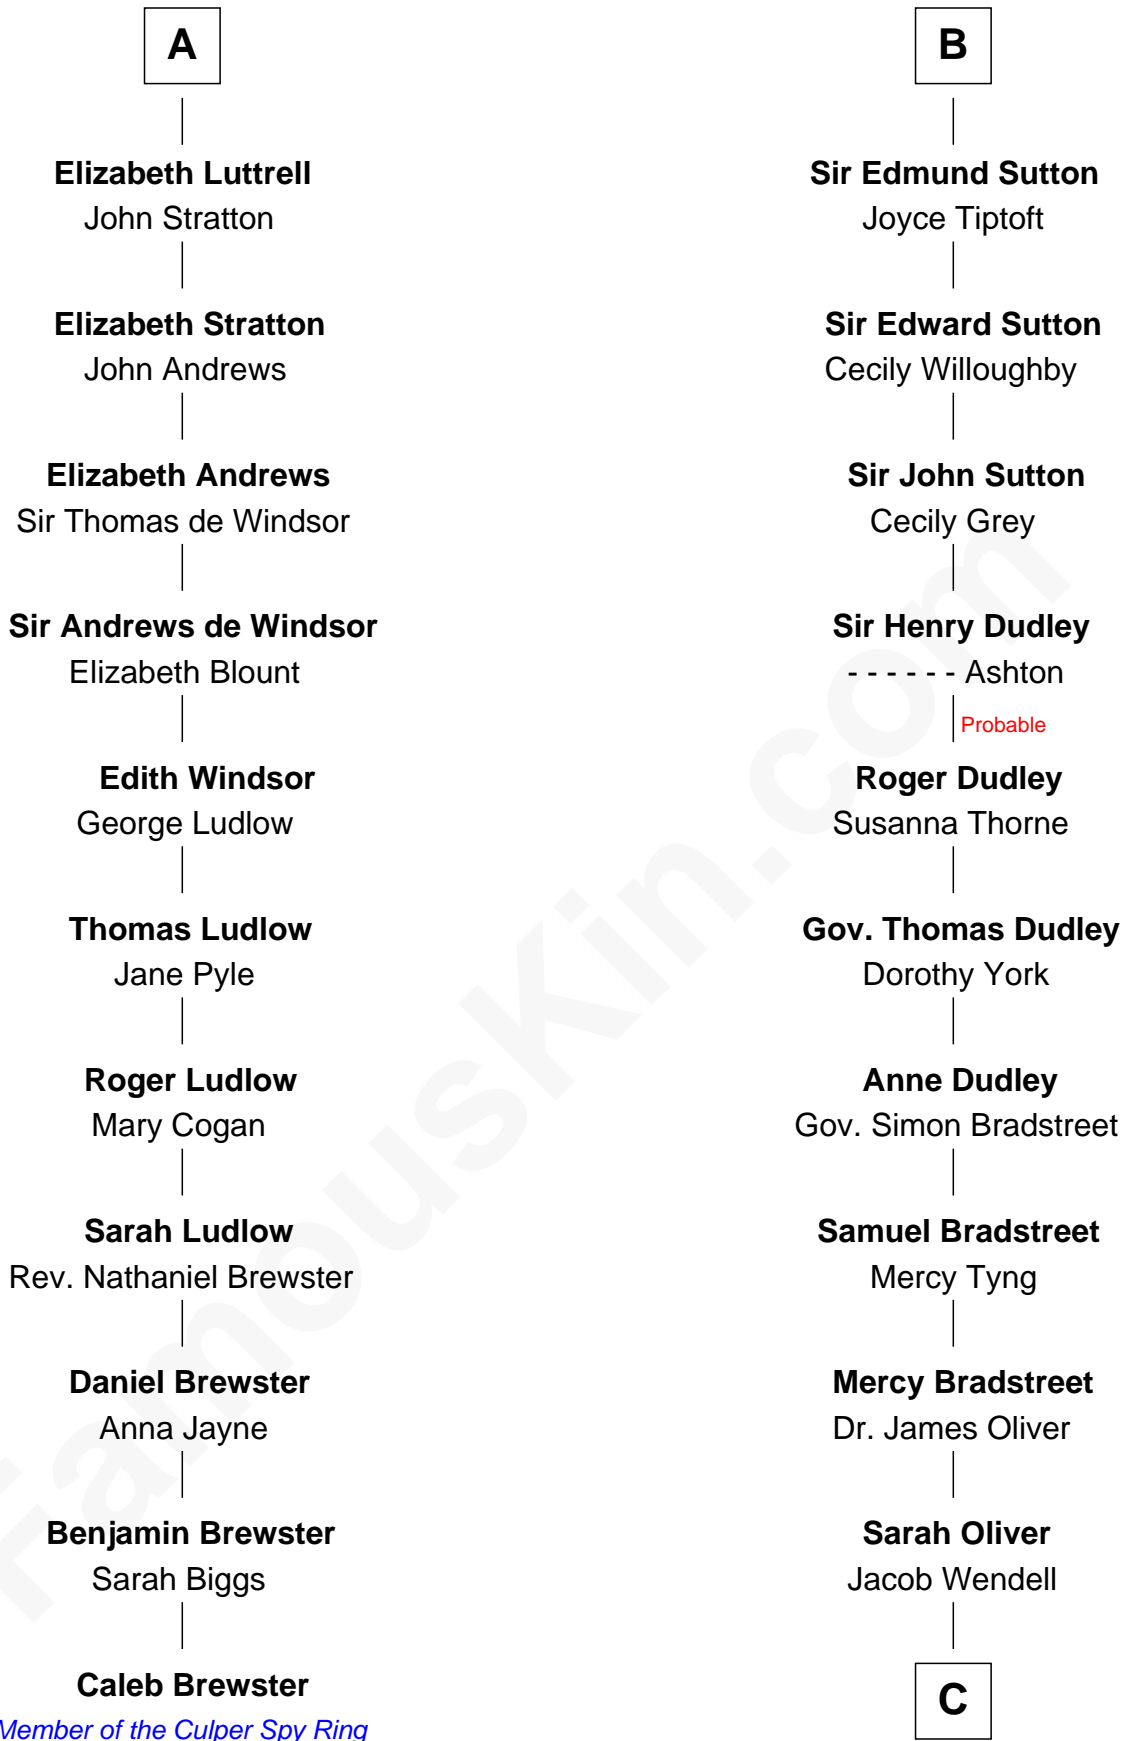 A
Elizabeth Luttrell
John Stratton
Elizabeth Stratton
John Andrews
Elizabeth Andrews
Sir Thomas de Windsor
Sir Andrews de Windsor
Elizabeth Blount
Edith Windsor
George Ludlow
Thomas Ludlow
Jane Pyle
Roger Ludlow
Mary Cogan
Sarah Ludlow
Rev. Nathaniel Brewster
Daniel Brewster
Anna Jayne
Benjamin Brewster
Sarah Biggs
Caleb Brewster
Member of the Culper Spy Ring
B
Sir Edmund Sutton
Joyce Tiptoft
Sir Edward Sutton
Cecily Willoughby
Sir John Sutton
Cecily Grey
Sir Henry Dudley
- - - - - - Ashton
Probable
Roger Dudley
Susanna Thorne
Gov. Thomas Dudley
Dorothy York
Anne Dudley
Gov. Simon Bradstreet
Samuel Bradstreet
Mercy Tyng
Mercy Bradstreet
Dr. James Oliver
Sarah Oliver
Jacob Wendell
C
FamousKin.com